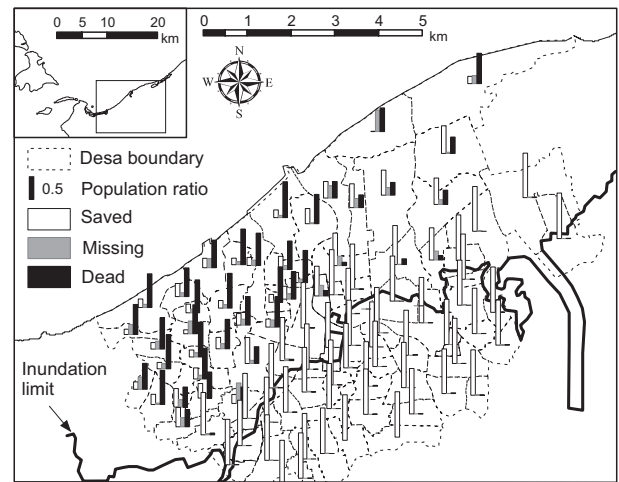 0 5 10 20
km
0 1 2 3 4 5
km
N
W E
S
Desa boundary
0.5 Population ratio
Saved
Missing
Dead
Inundation
limit